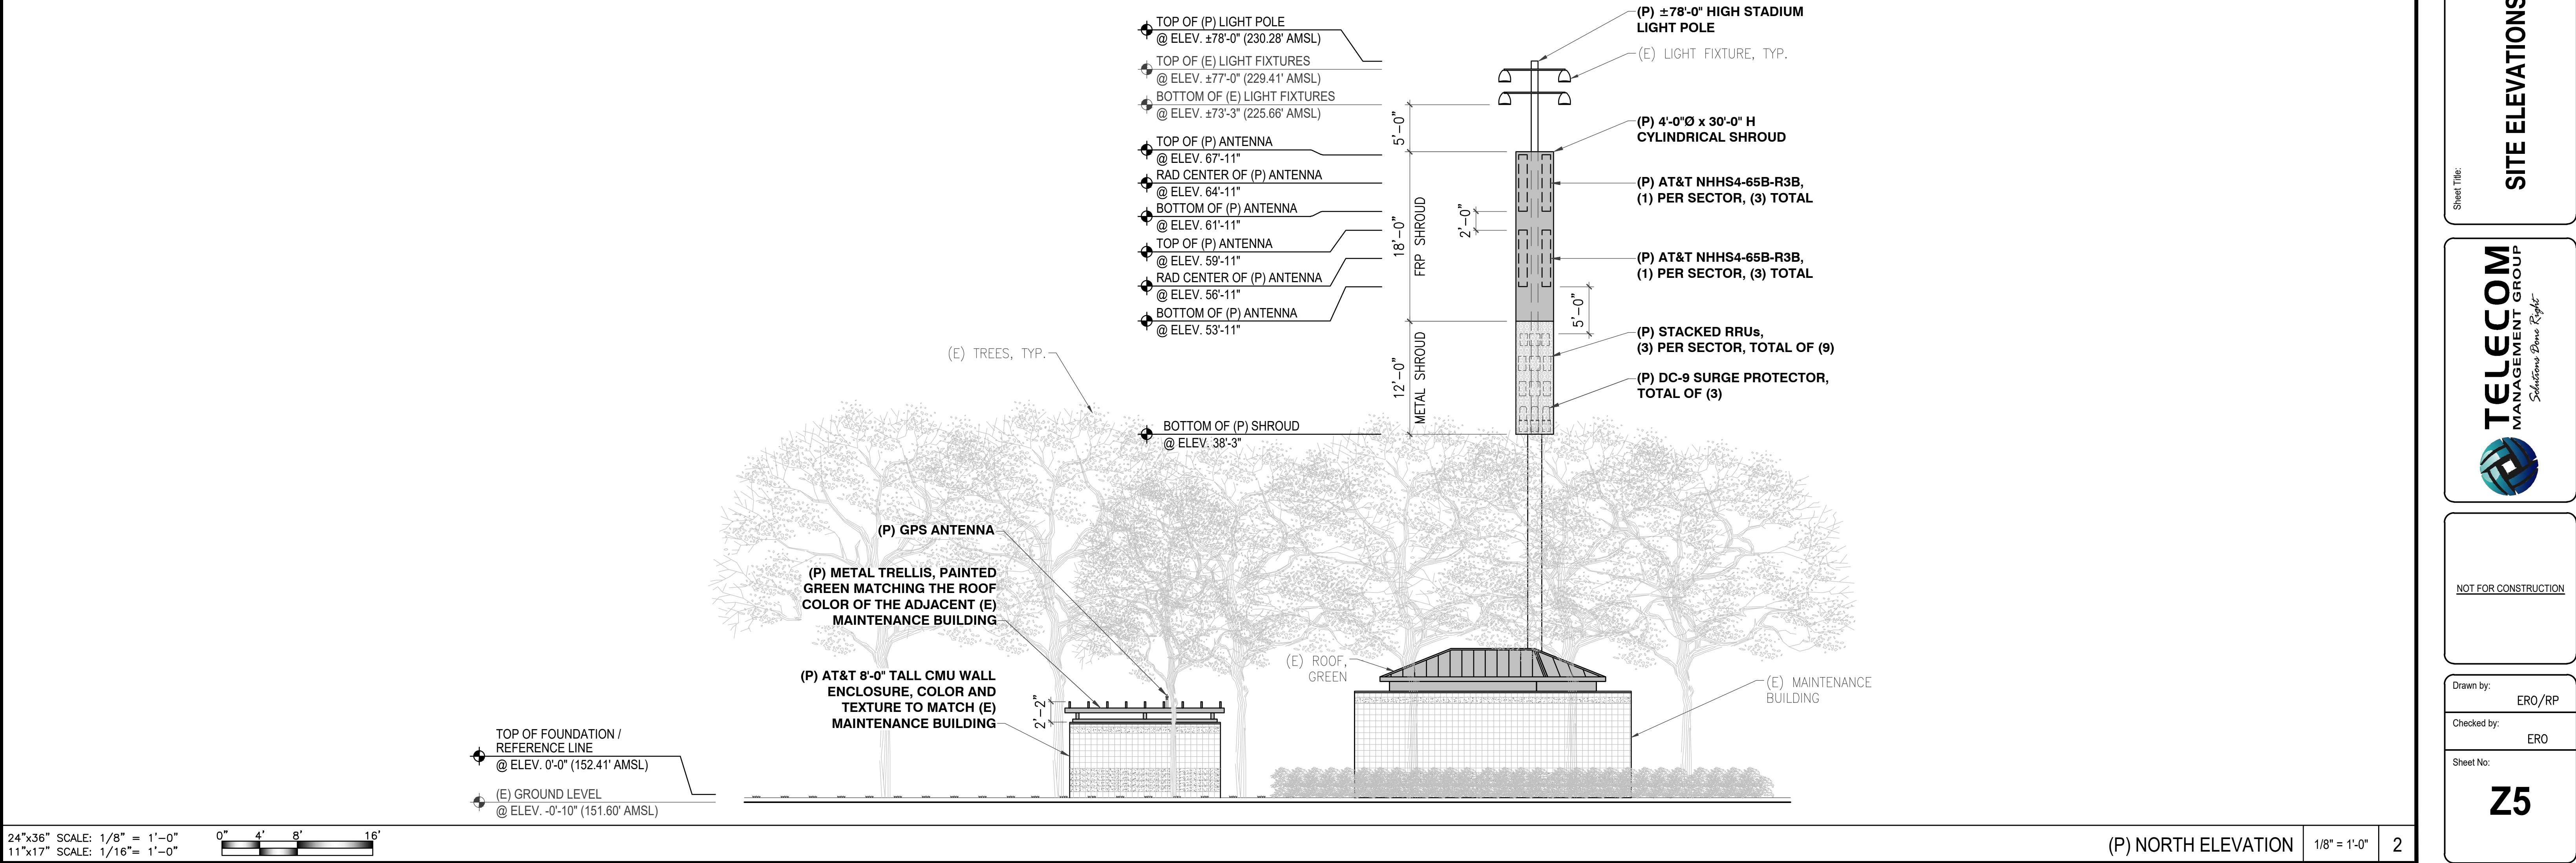 TOP OF (P) LIGHT POLE
@ ELEV. ±78'-0" (230.28' AMSL)
TOP OF (E) LIGHT FIXTURES
@ ELEV. ±77'-0" (229.41' AMSL)
BOTTOM OF (E) LIGHT FIXTURES
@ ELEV. ±73'-3" (225.66' AMSL)
TOP OF (P) ANTENNA
@ ELEV. 67'-11"
RAD CENTER OF (P) ANTENNA
@ ELEV. 64'-11"
BOTTOM OF (P) ANTENNA
@ ELEV. 61'-11"
TOP OF (P) ANTENNA
@ ELEV. 59'-11"
RAD CENTER OF (P) ANTENNA
@ ELEV. 56'-11"
BOTTOM OF (P) ANTENNA
@ ELEV. 53'-11"
BOTTOM OF (P) SHROUD
@ ELEV. 38'-3"
5'-0"
18'-0"
FRP SHROUD
12'-0"
METAL SHROUD
2'-0"
5'-0"
(P) ±78'-0" HIGH STADIUM
LIGHT POLE
(E) LIGHT FIXTURE, TYP.
(P) 4'-0"Ø x 30'-0" H
CYLINDRICAL SHROUD
(P) AT&T NHHS4-65B-R3B,
(1) PER SECTOR, (3) TOTAL
(P) AT&T NHHS4-65B-R3B,
(1) PER SECTOR, (3) TOTAL
(P) STACKED RRUs,
(3) PER SECTOR, TOTAL OF (9)
(P) DC-9 SURGE PROTECTOR,
TOTAL OF (3)
(E) TREES, TYP.
(P) GPS ANTENNA
(P) METAL TRELLIS, PAINTED
GREEN MATCHING THE ROOF
COLOR OF THE ADJACENT (E)
MAINTENANCE BUILDING
(P) AT&T 8'-0" TALL CMU WALL
ENCLOSURE, COLOR AND
TEXTURE TO MATCH (E)
MAINTENANCE BUILDING
2'-2"
(E) ROOF,
GREEN
(E) MAINTENANCE
BUILDING
TOP OF FOUNDATION /
REFERENCE LINE
@ ELEV. 0'-0" (152.41' AMSL)
(E) GROUND LEVEL
@ ELEV. -0'-10" (151.60' AMSL)
24"x36" SCALE: 1/8" = 1'-0"
11"x17" SCALE: 1/16"= 1'-0"
0" 4' 8' 16'
(P) NORTH ELEVATION 1/8" = 1'-0" 2
Sheet Title:
SITE ELEVATIONS
TELECOM
MANAGEMENT GROUP
Solutions Done Right
NOT FOR CONSTRUCTION
Drawn by:
ERO/RP
Checked by:
ERO
Sheet No:
Z5